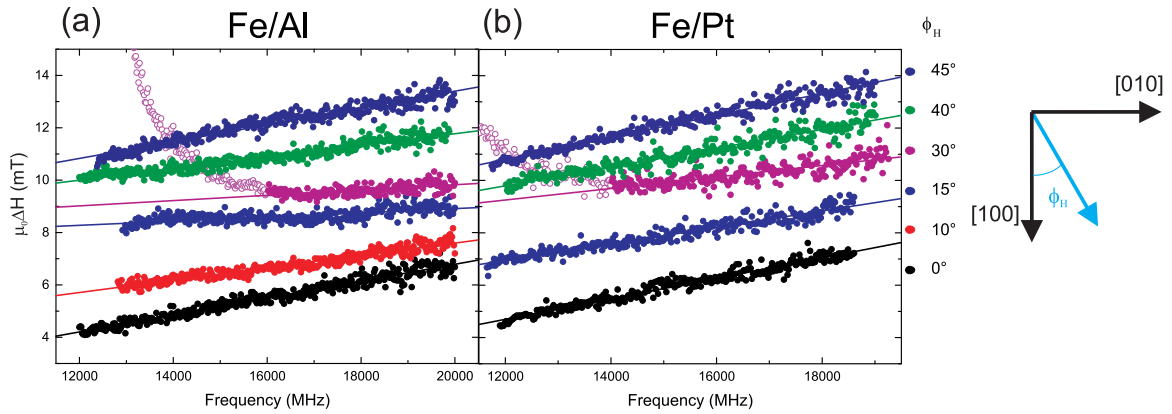 (a) Fe/Al
(b) Fe/Pt
ϕH
μ₀ΔH (mT)
14
12
10
8
6
4
12000 14000 16000 18000 20000
Frequency (MHz)
12000 14000 16000 18000
Frequency (MHz)
45°
40°
30°
15°
10°
0°
[010]
[100]
ϕH